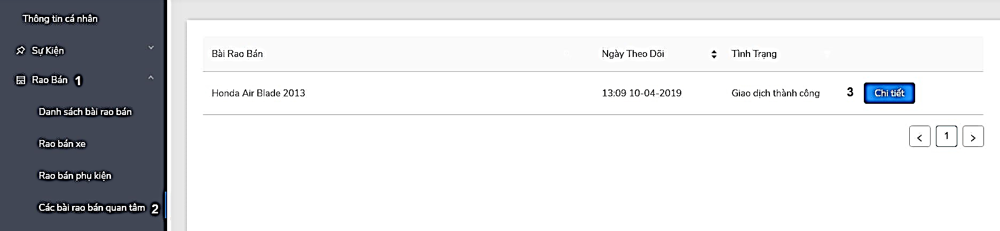 Thông tin cá nhân
Sự Kiện
Rao Bán 1
Danh sách bài rao bán
Rao bán xe
Rao bán phụ kiện
Các bài rao bán quan tâm 2
Bài Rao Bán Ngày Theo Dõi Tình Trạng
Honda Air Blade 2013 13:09 10-04-2019 Giao dịch thành công 3 Chi tiết
< 1 >